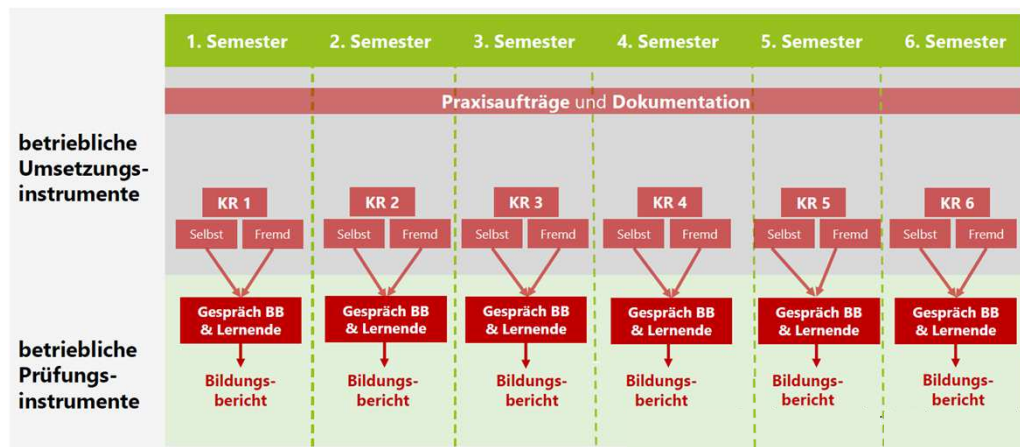 1. Semester 2. Semester 3. Semester 4. Semester 5. Semester 6. Semester
Praxisaufträge und Dokumentation
betriebliche
Umsetzungs-
instrumente
KR 1 KR 2 KR 3 KR 4 KR 5 KR 6
Selbst Fremd Selbst Fremd Selbst Fremd Selbst Fremd Selbst Fremd Selbst Fremd
Gespräch BB Gespräch BB Gespräch BB Gespräch BB Gespräch BB Gespräch BB
& Lernende & Lernende & Lernende & Lernende & Lernende & Lernende
betriebliche
Prüfungs-
instrumente
Bildungs- Bildungs- Bildungs- Bildungs- Bildungs- Bildungs-
bericht bericht bericht bericht bericht bericht